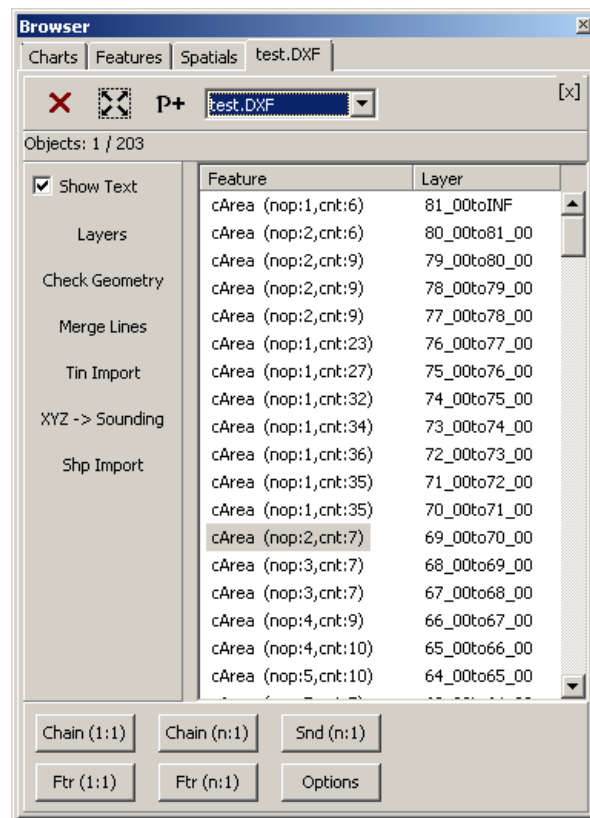 Browser
Charts Features Spatials test.DXF
P+ test.DXF [x]
Objects: 1 / 203
Show Text
Layers
Check Geometry
Merge Lines
Tin Import
XYZ -> Sounding
Shp Import
Feature Layer
cArea (nop:1,cnt:6) 81_00toINF
cArea (nop:2,cnt:6) 80_00to81_00
cArea (nop:2,cnt:9) 79_00to80_00
cArea (nop:2,cnt:9) 78_00to79_00
cArea (nop:2,cnt:9) 77_00to78_00
cArea (nop:1,cnt:23) 76_00to77_00
cArea (nop:1,cnt:27) 75_00to76_00
cArea (nop:1,cnt:32) 74_00to75_00
cArea (nop:1,cnt:34) 73_00to74_00
cArea (nop:1,cnt:36) 72_00to73_00
cArea (nop:1,cnt:35) 71_00to72_00
cArea (nop:1,cnt:35) 70_00to71_00
cArea (nop:2,cnt:7) 69_00to70_00
cArea (nop:3,cnt:7) 68_00to69_00
cArea (nop:3,cnt:7) 67_00to68_00
cArea (nop:4,cnt:9) 66_00to67_00
cArea (nop:4,cnt:10) 65_00to66_00
cArea (nop:5,cnt:10) 64_00to65_00
Chain (1:1) Chain (n:1) Snd (n:1)
Ftr (1:1) Ftr (n:1) Options